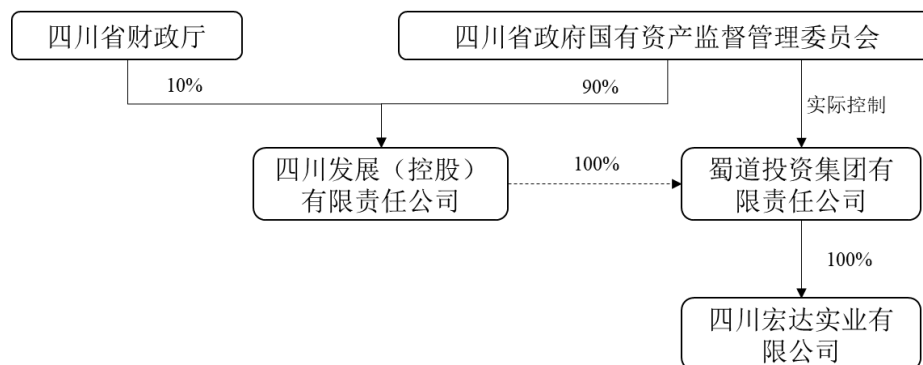 四川省财政厅
四川省政府国有资产监督管理委员会
10%
90%
实际控制
四川发展（控股）
有限责任公司
100%
蜀道投资集团有
限责任公司
100%
四川宏达实业有
限公司